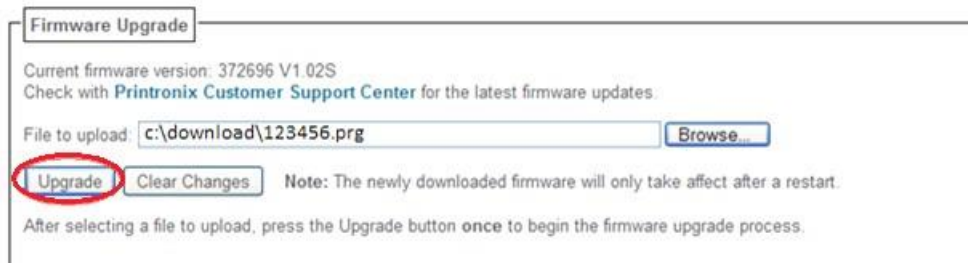 Firmware Upgrade
Current firmware version: 372696 V1.02S
Check with Printronix Customer Support Center for the latest firmware updates.
File to upload: c:\download\123456.prg Browse...
Upgrade Clear Changes Note: The newly downloaded firmware will only take affect after a restart.
After selecting a file to upload, press the Upgrade button once to begin the firmware upgrade process.